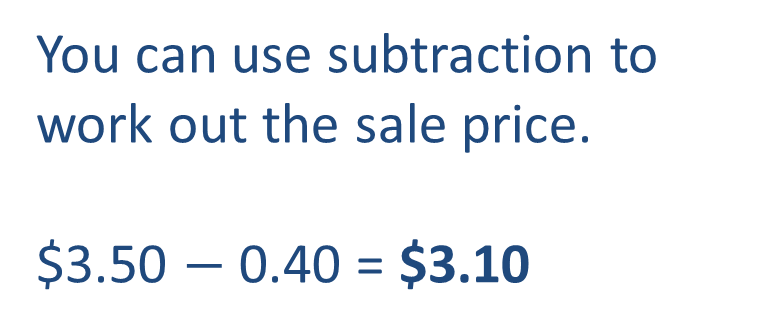 You can use subtraction to
work out the sale price.
$3.50 – 0.40 = $3.10